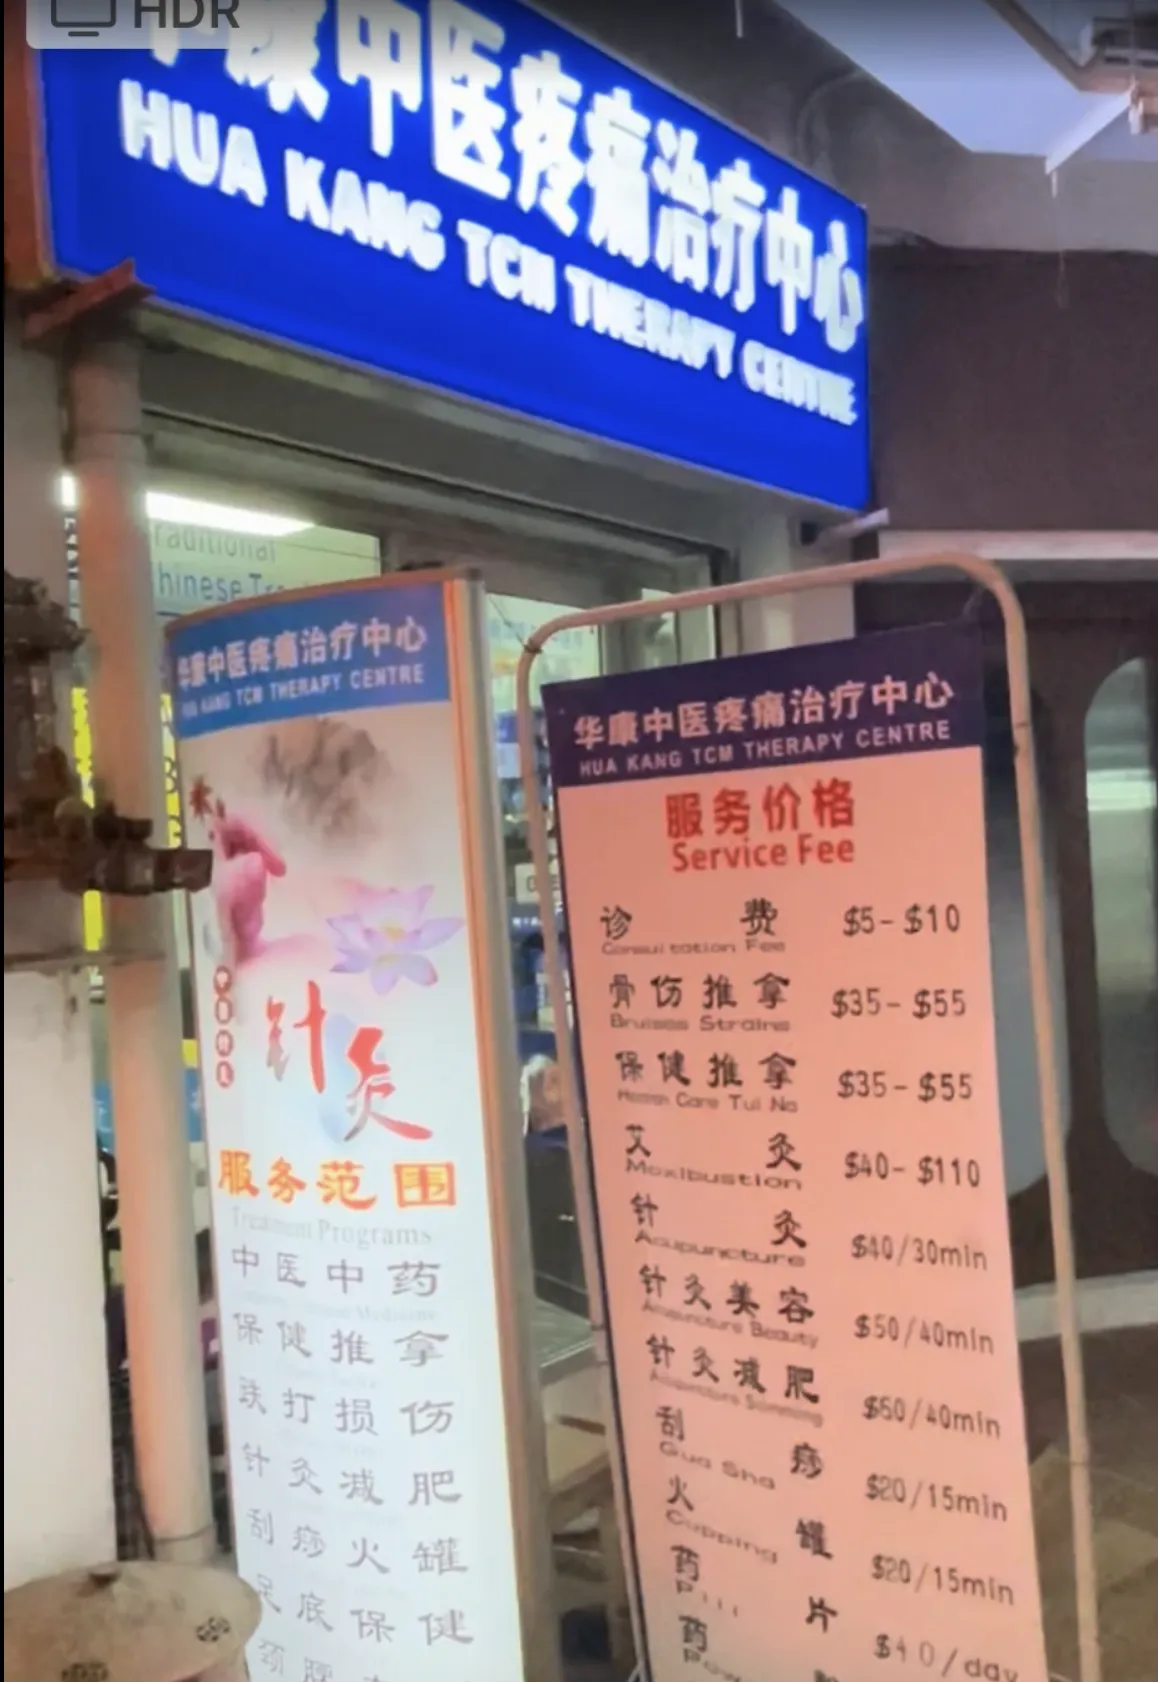 HDR
康中医疼痛治疗中心
HUA KANG TCM THERAPY CENTRE
raditional
hinese
华康中医疼痛治疗中心
HUA KANG TCM THERAPY CENTRE
针灸
服务范围
Treatment Programs
中医中药
保健推拿
跌打损伤
针灸减肥
刮痧火罐
足底保健
颈腰
华康中医疼痛治疗中心
HUA KANG TCM THERAPY CENTRE
服务价格
Service Fee
诊费 $5-$10
Consultation Fee
骨伤推拿 $35-$55
Bruises Strains
保健推拿 $35-$55
Health Care Tui Na
艾灸 $40-$110
Moxibustion
针灸 $40/30min
Acupuncture
针灸美容 $50/40min
Acupuncture Beauty
针灸减肥 /40min
Acupuncture Slimming
刮痧 $20/15min
Gua Sha
火罐 $20/15min
Cupping
药片 $40/day
Pill
药
Pow